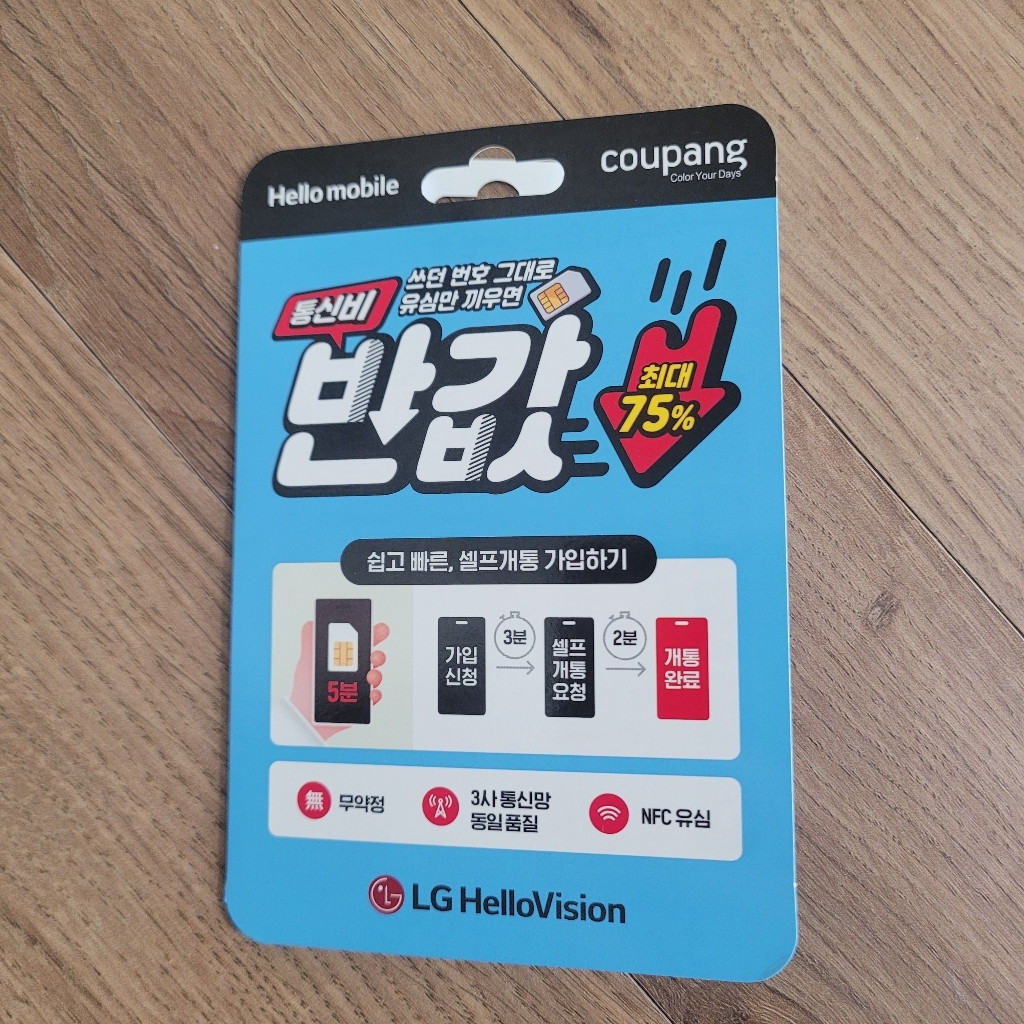 Hello mobile
coupang
Color Your Days
쓰던 번호 그대로
유심만 끼우면
통신비
반값
최대
75%
쉽고 빠른, 셀프개통 가입하기
5분
가입
신청
3분
셀프
개통
요청
2분
개통
완료
無 무약정
3사 통신망
동일 품질
NFC 유심
LG HelloVision